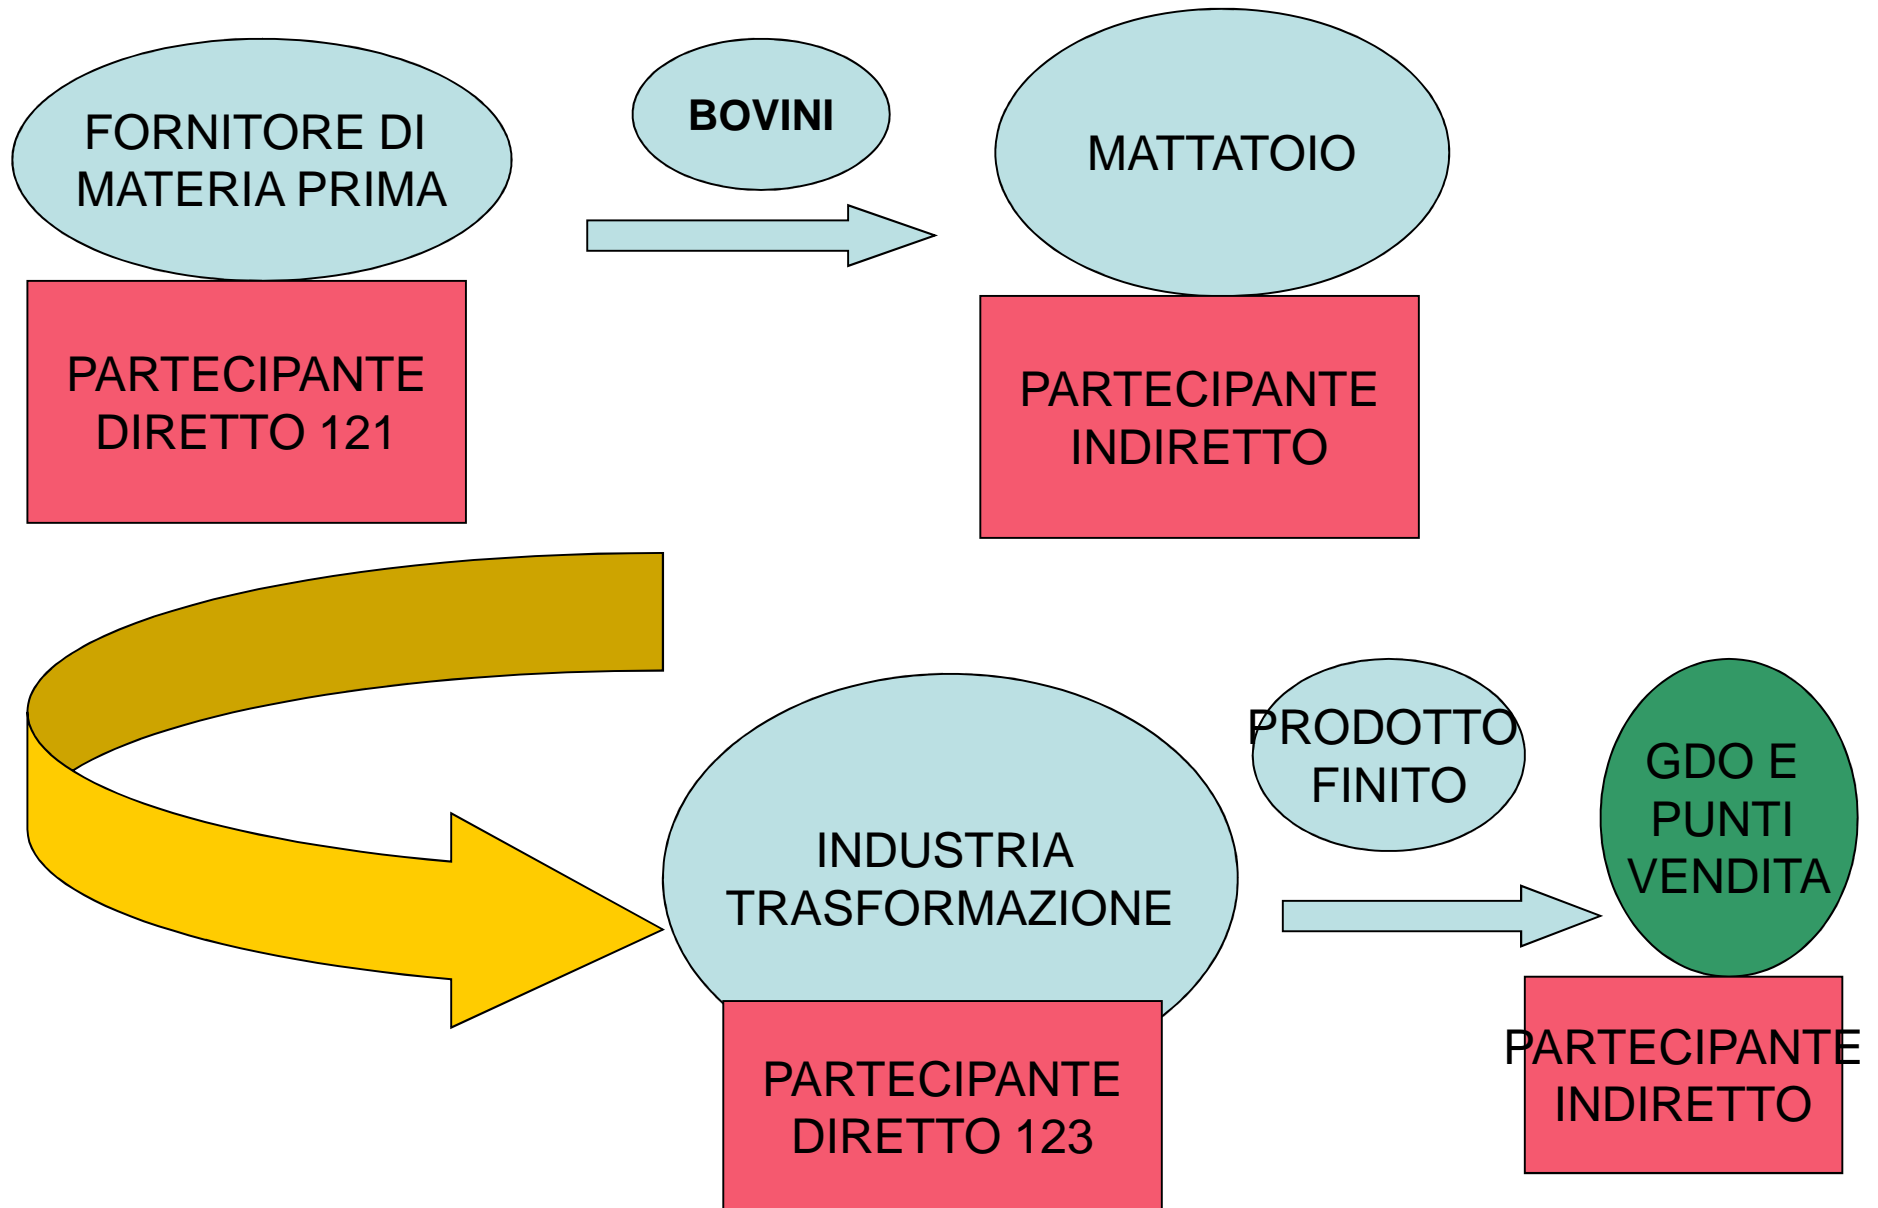 FORNITORE DI
MATERIA PRIMA
PARTECIPANTE
DIRETTO 121
BOVINI
MATTATOIO
PARTECIPANTE
INDIRETTO
INDUSTRIA
TRASFORMAZIONE
PARTECIPANTE
DIRETTO 123
PRODOTTO
FINITO
GDO E
PUNTI
VENDITA
PARTECIPANTE
INDIRETTO